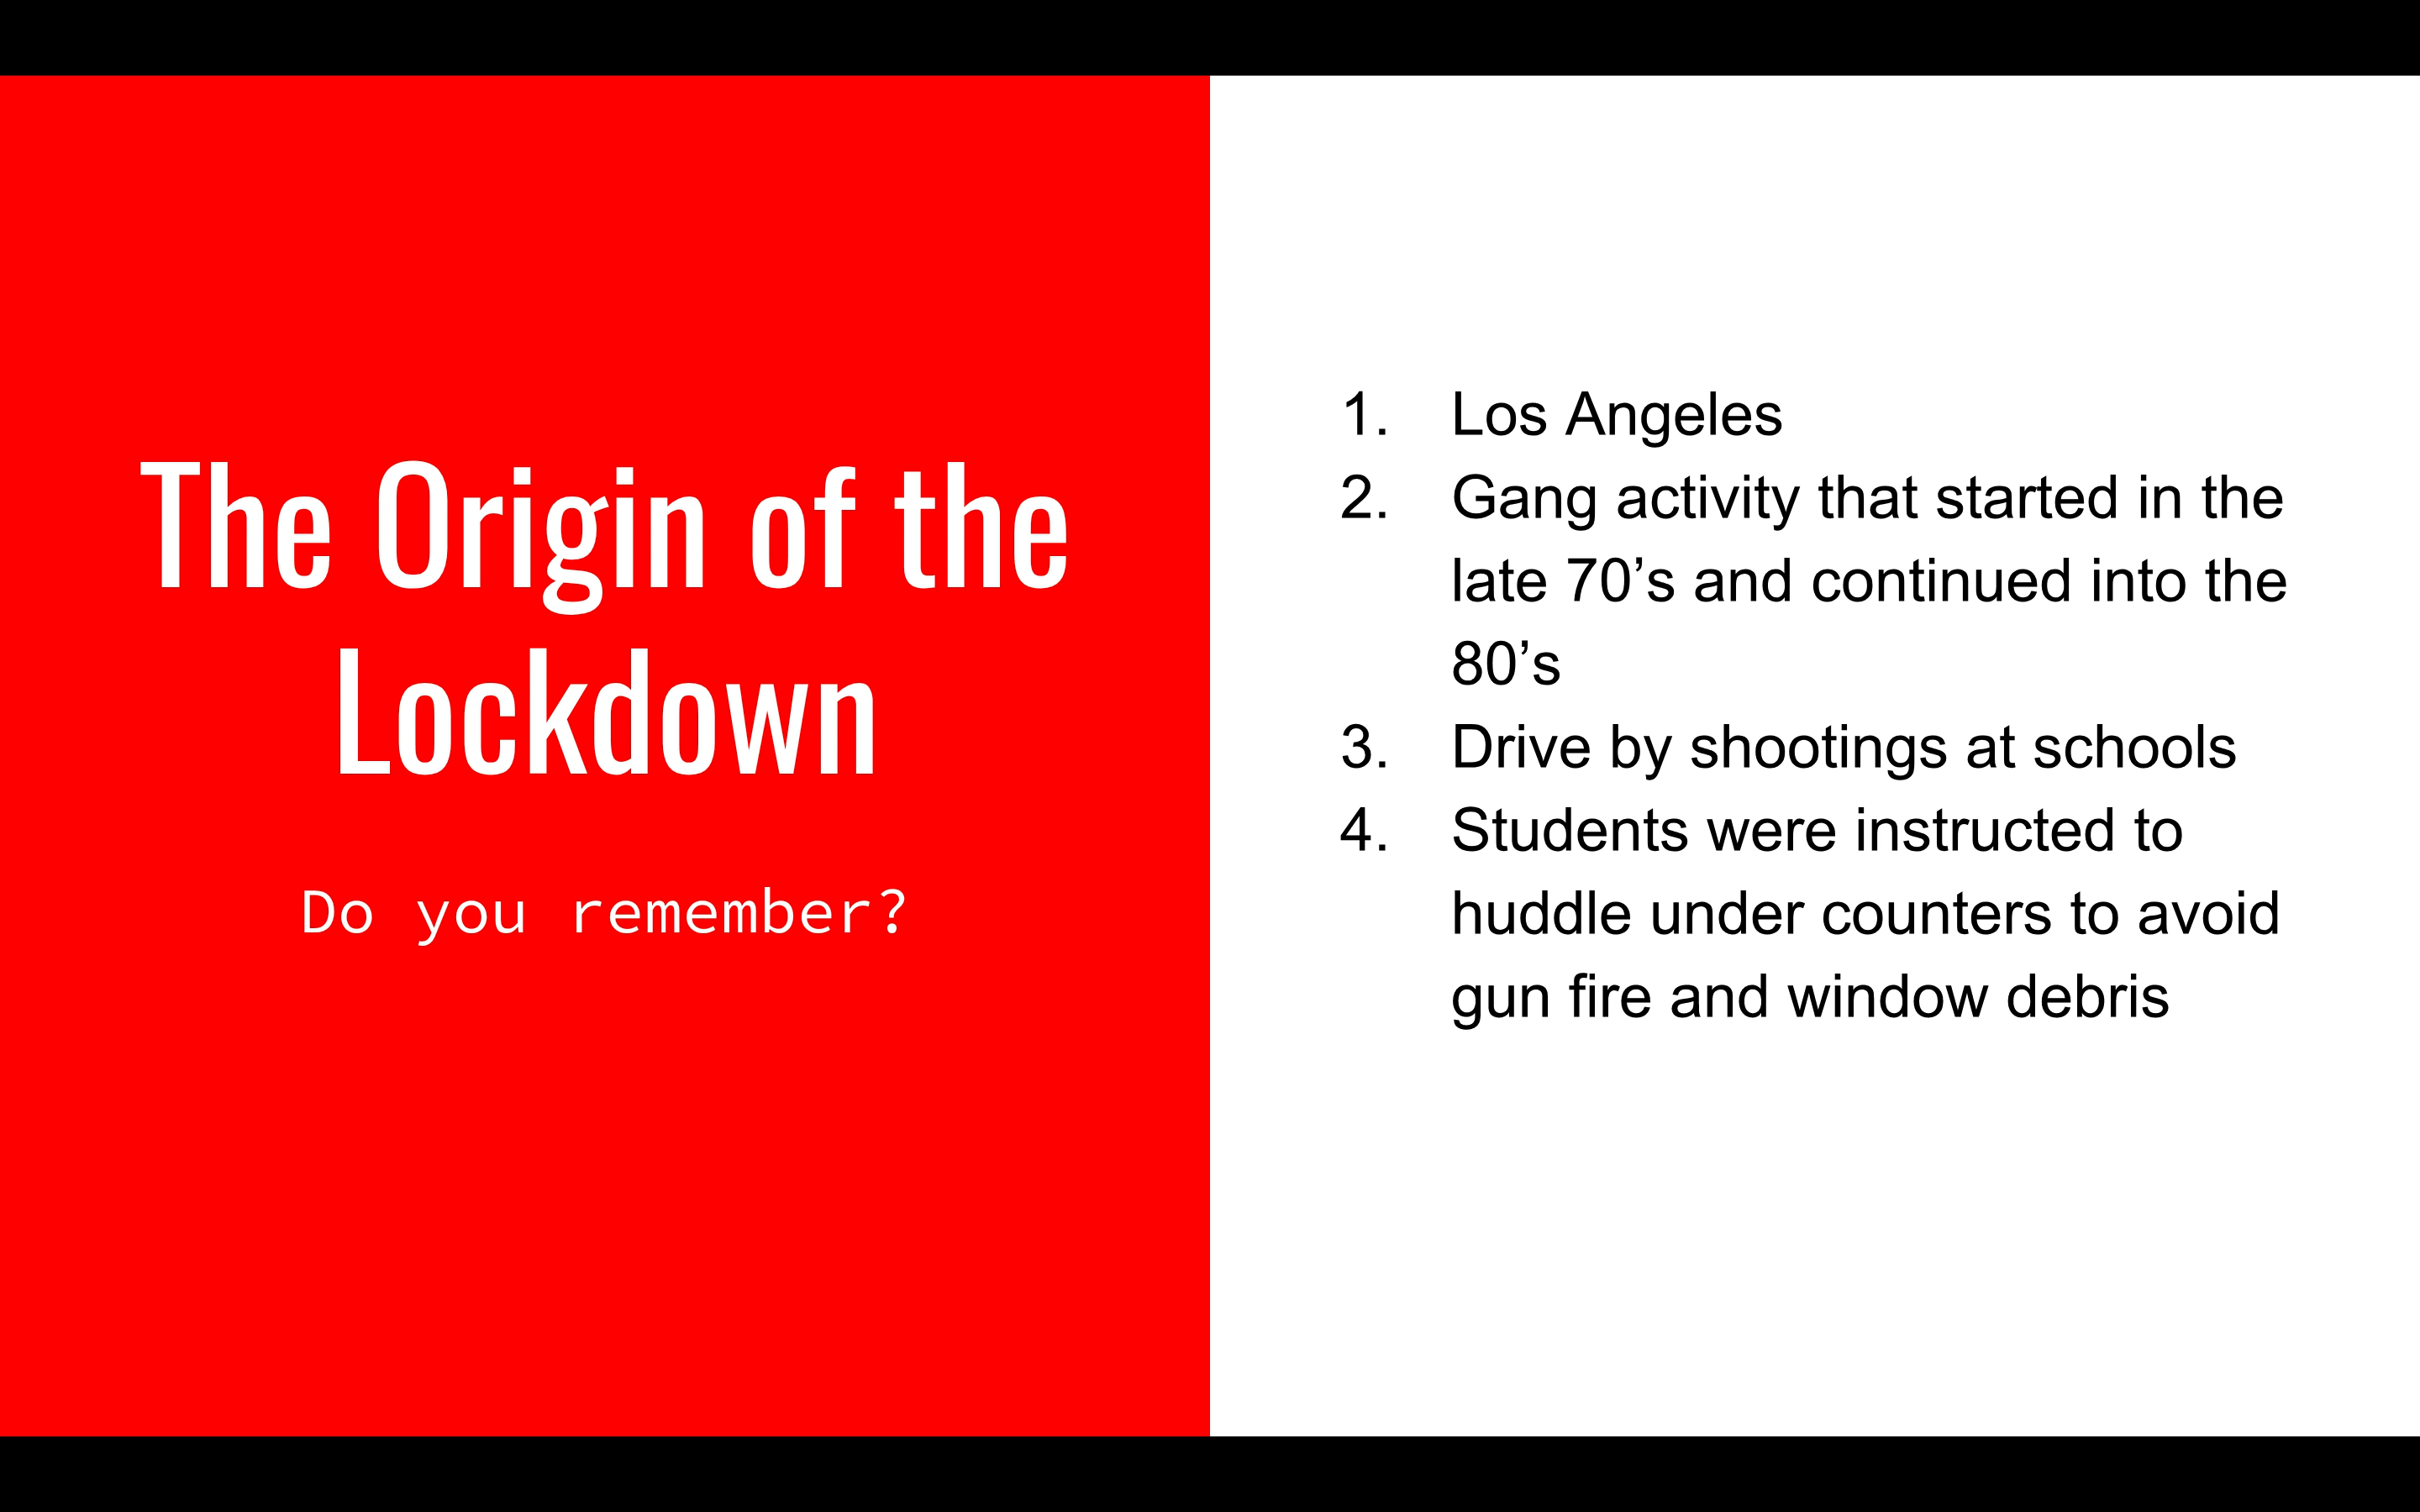 The Origin of the
Lockdown
Do you remember?
1. Los Angeles
2. Gang activity that started in the
late 70’s and continued into the
80’s
3. Drive by shootings at schools
4. Students were instructed to
huddle under counters to avoid
gun fire and window debris